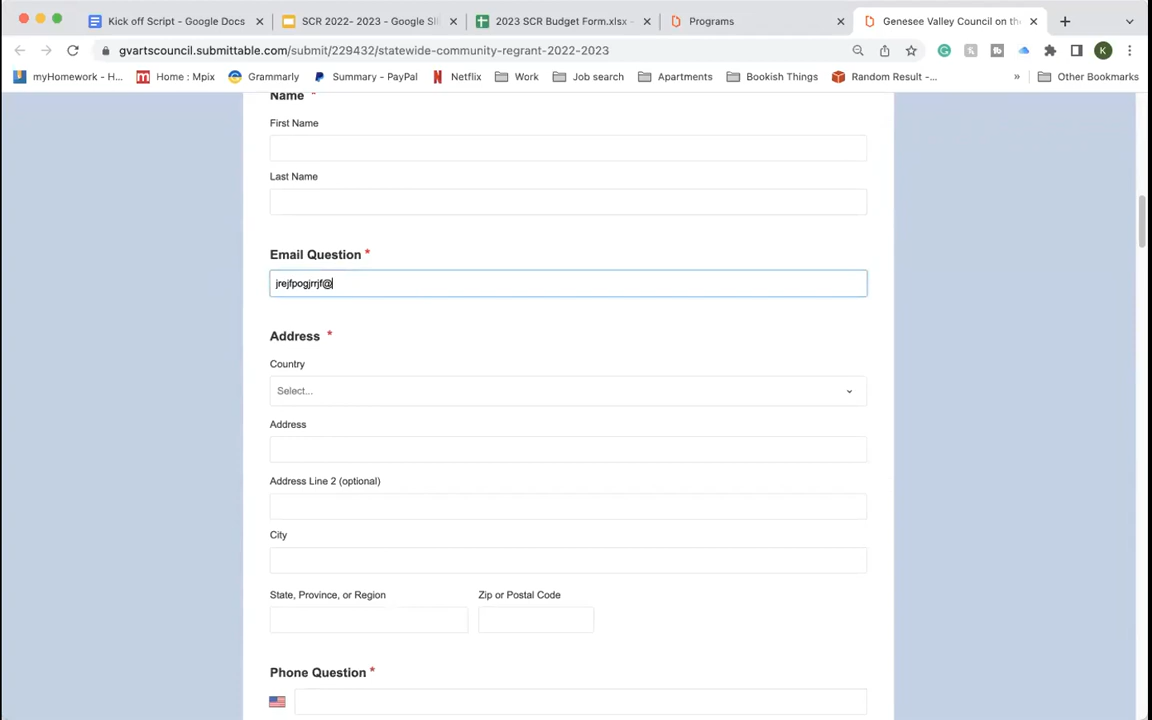 Kick off Script - Google Docs × SCR 2022- 2023 - Google Sli × 2023 SCR Budget Form.xlsx - × Programs × Genesee Valley Council on the ×
gvartscouncil.submittable.com/submit/229432/statewide-community-regrant-2022-2023 K
myHomework - H... Home : Mpix Grammarly Summary - PayPal Netflix Work Job search Apartments Bookish Things Random Result -... » Other Bookmarks
Name *
First Name
Last Name
Email Question *
jrejfpogjrrjf@
Address *
Country
Select...
Address
Address Line 2 (optional)
City
State, Province, or Region Zip or Postal Code
Phone Question *